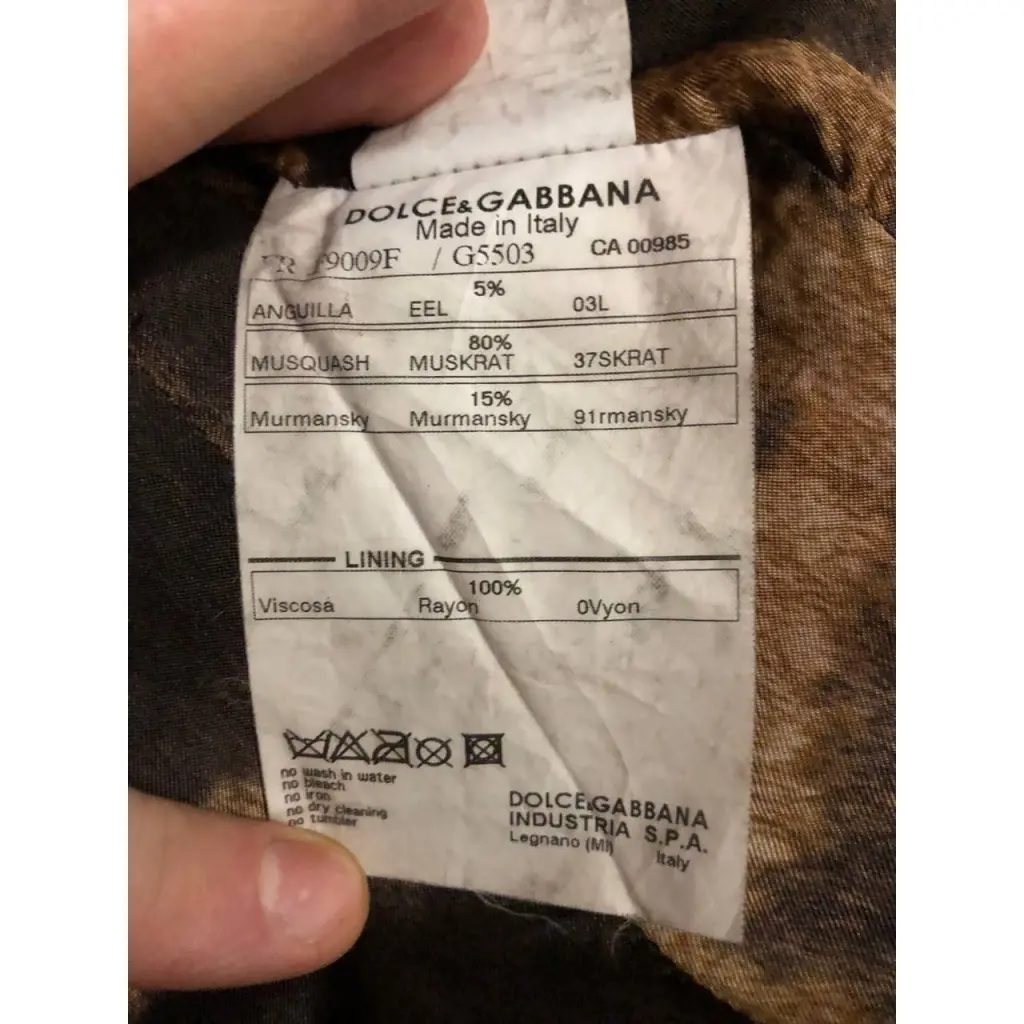 DOLCE&GABBANA
Made in Italy
9009F / G5503 CA 00985
5%
ANGUILLA EEL 03L
80%
MUSQUASH MUSKRAT 37SKRAT
15%
Murmansky Murmansky 91rmansky
LINING
100%
Viscosa Rayon 0Vyon
no wash in water
no bleach
no iron
no dry cleaning
no tumbler
DOLCE&GABBANA
INDUSTRIA S.P.A.
Legnano (MI) Italy